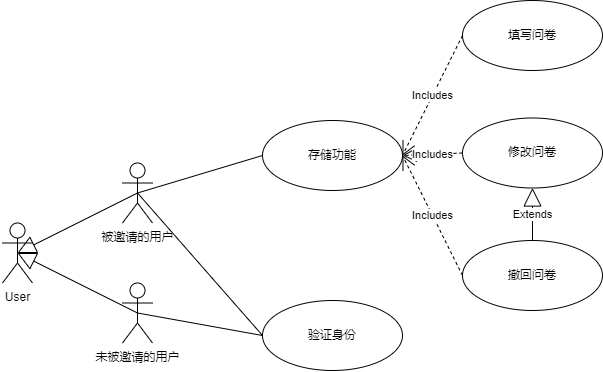 填写问卷
Includes
存储功能
Includes
修改问卷
Includes
Extends
被邀请的用户
撤回问卷
User
验证身份
未被邀请的用户